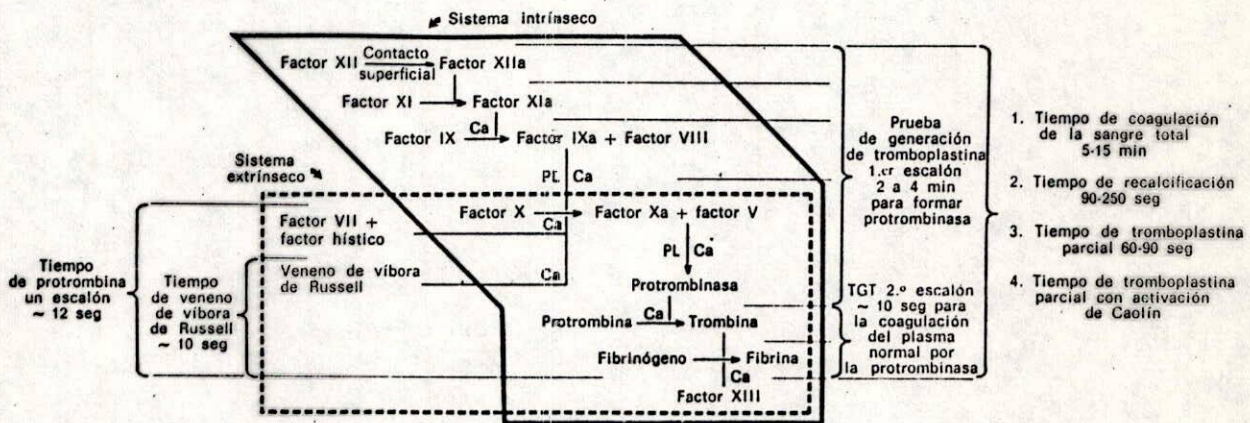 Sistema intrínseco
Factor XII Contacto superficial Factor XIIa
Factor XI Factor XIa
Factor IX Ca Factor IXa + Factor VIII
PL Ca
Sistema
extrínseco
Factor X Factor Xa + factor V
Ca
Factor VII +
factor hístico
PL Ca
Veneno de víbora
de Russell
Ca
Protrombinasa
Protrombina Ca Trombina
Fibrinógeno Fibrina
Ca
Factor XIII
Tiempo
de protrombina
un escalón
~ 12 seg
Tiempo
de veneno
de víbora
de Russell
~ 10 seg
Prueba
de generación
de tromboplastina
1.er escalón
2 a 4 min
para formar
protrombinasa
TGT 2.º escalón
~ 10 seg para
la coagulación
del plasma
normal por
la protrombinasa
1. Tiempo de coagulación
de la sangre total
5-15 min
2. Tiempo de recalcificación
90-250 seg
3. Tiempo de tromboplastina
parcial 60-90 seg
4. Tiempo de tromboplastina
parcial con activación
de Caolín